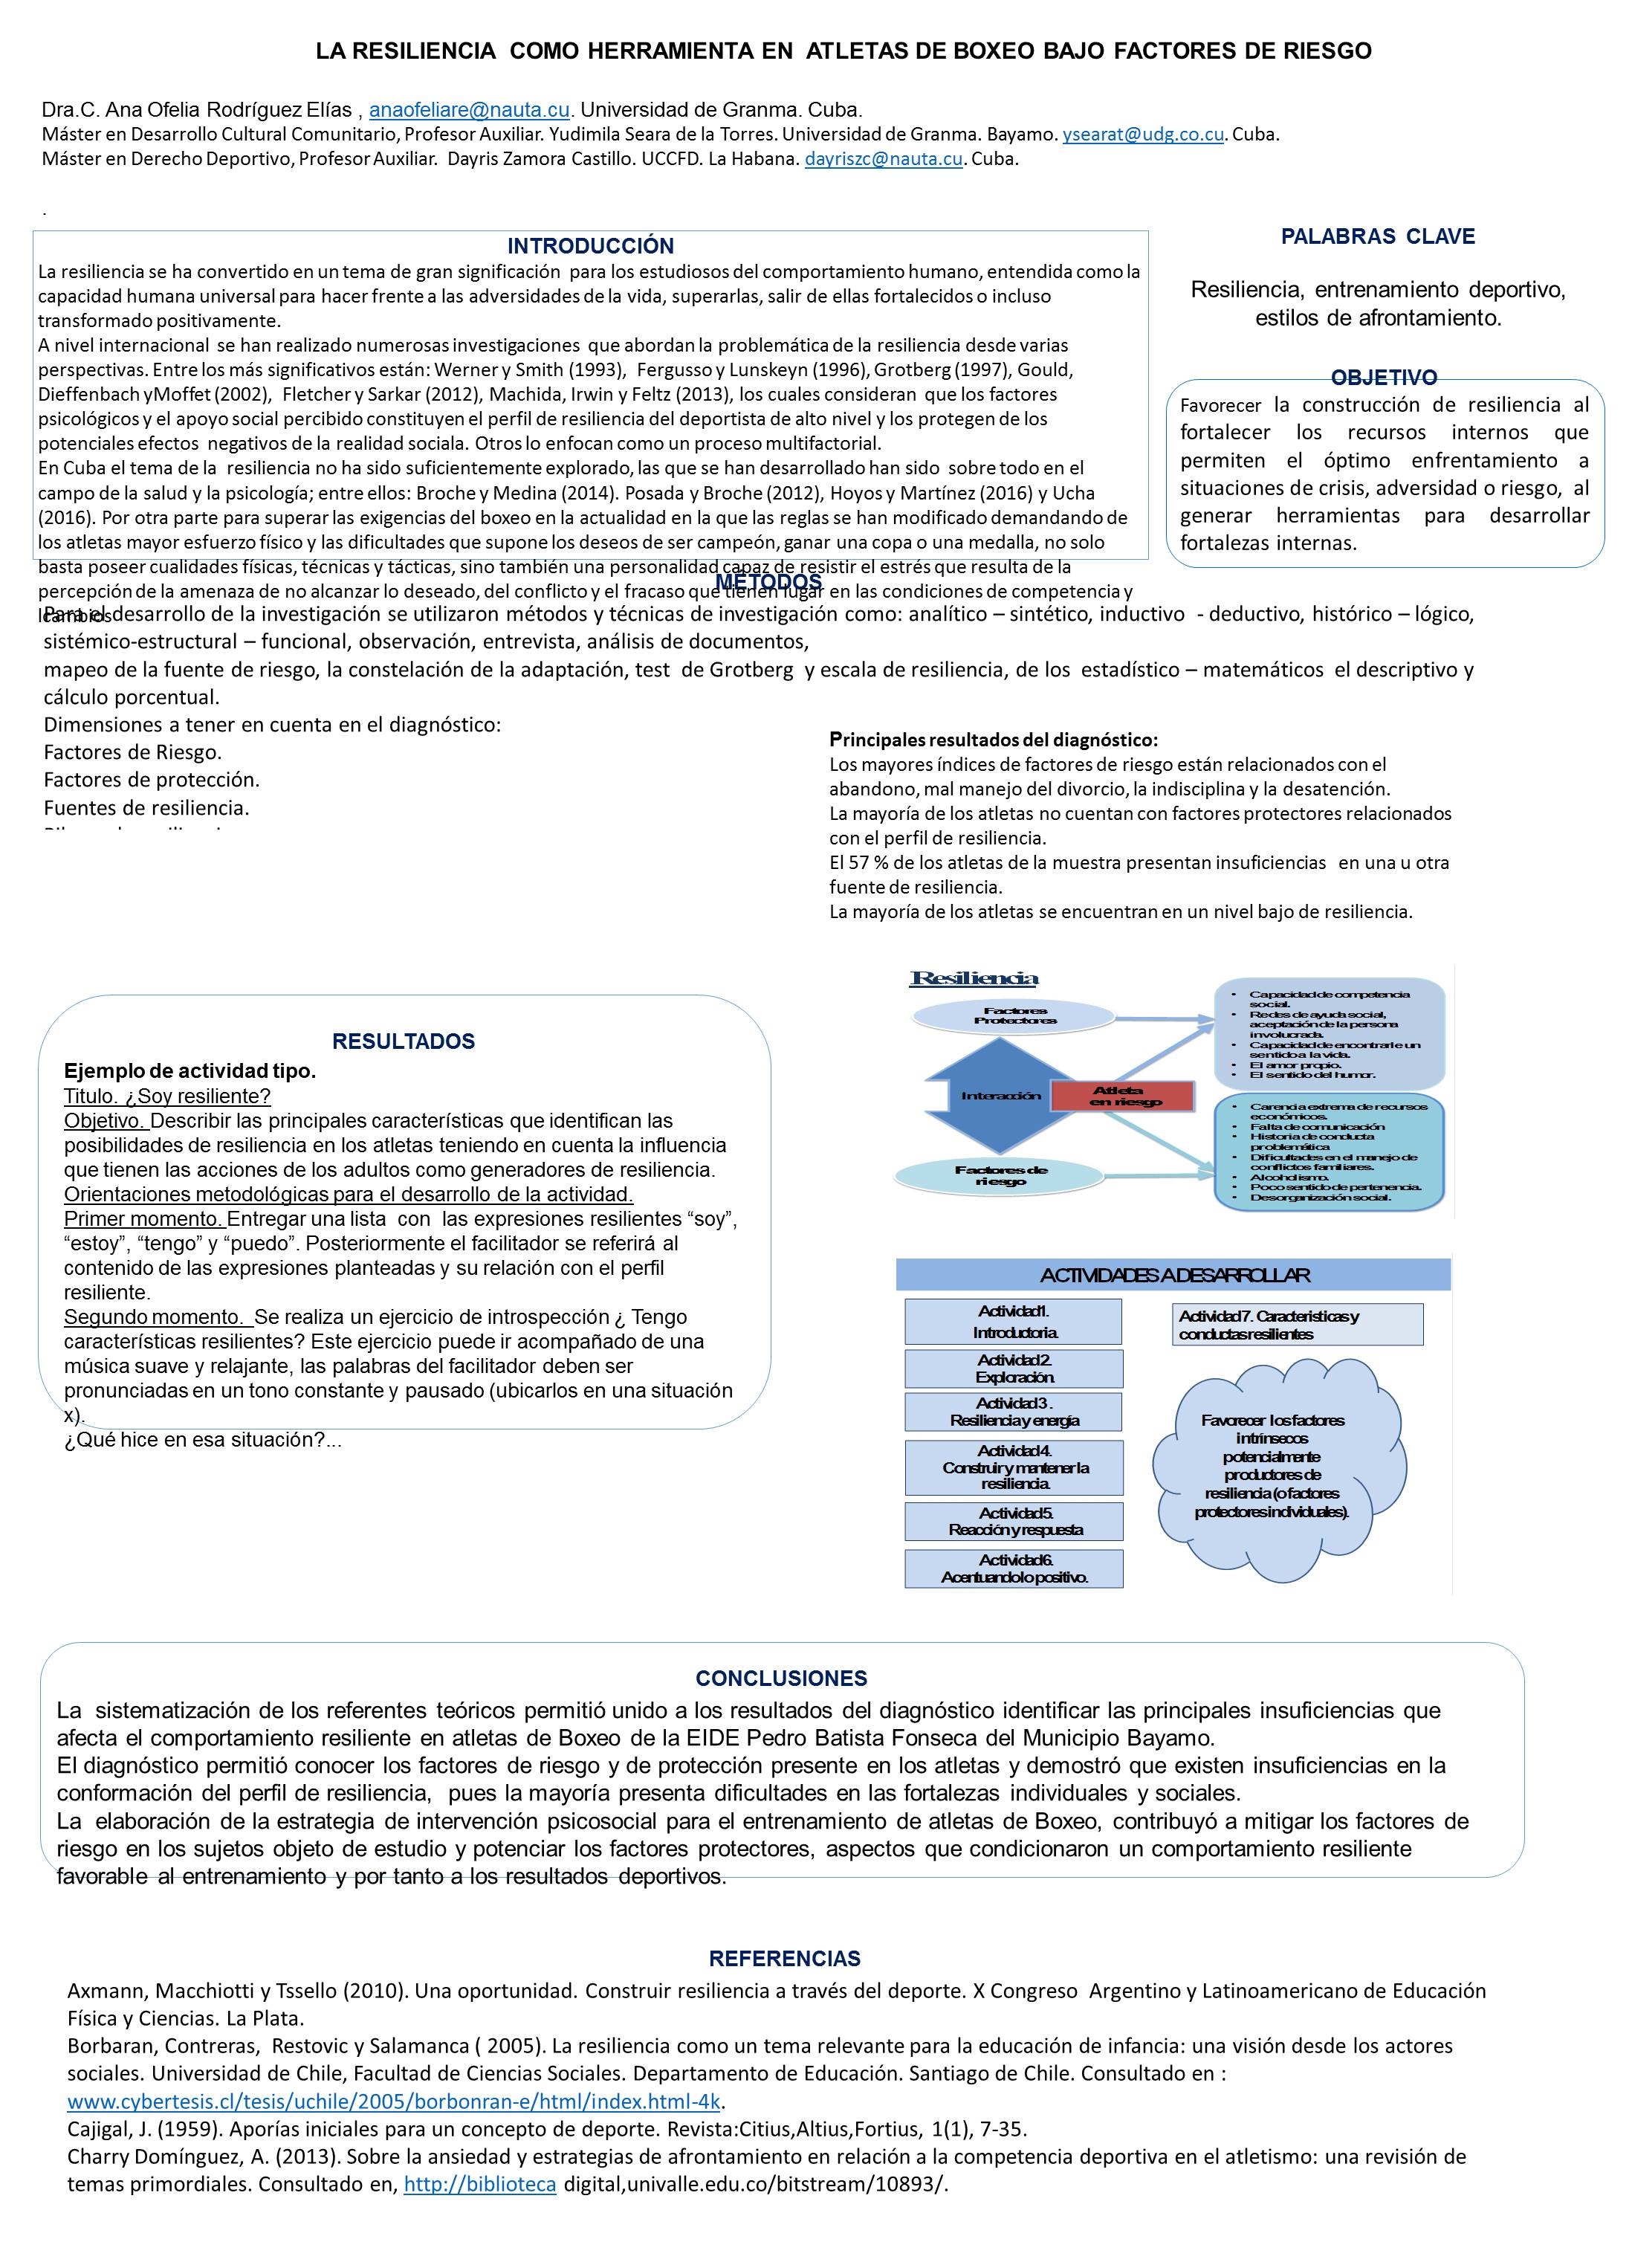 LA RESILIENCIA COMO HERRAMIENTA EN ATLETAS DE BOXEO BAJO FACTORES DE RIESGO
Dra.C. Ana Ofelia Rodríguez Elías , anaofeliare@nauta.cu. Universidad de Granma. Cuba.
Máster en Desarrollo Cultural Comunitario, Profesor Auxiliar. Yudimila Seara de la Torres. Universidad de Granma. Bayamo. ysearat@udg.co.cu. Cuba.
Máster en Derecho Deportivo, Profesor Auxiliar. Dayris Zamora Castillo. UCCFD. La Habana. dayriszc@nauta.cu. Cuba.
.
INTRODUCCIÓN
La resiliencia se ha convertido en un tema de gran significación para los estudiosos del comportamiento humano, entendida como la
capacidad humana universal para hacer frente a las adversidades de la vida, superarlas, salir de ellas fortalecidos o incluso
transformado positivamente.
A nivel internacional se han realizado numerosas investigaciones que abordan la problemática de la resiliencia desde varias
perspectivas. Entre los más significativos están: Werner y Smith (1993), Fergusso y Lunskeyn (1996), Grotberg (1997), Gould,
Dieffenbach yMoffet (2002), Fletcher y Sarkar (2012), Machida, Irwin y Feltz (2013), los cuales consideran que los factores
psicológicos y el apoyo social percibido constituyen el perfil de resiliencia del deportista de alto nivel y los protegen de los
potenciales efectos negativos de la realidad sociala. Otros lo enfocan como un proceso multifactorial.
En Cuba el tema de la resiliencia no ha sido suficientemente explorado, las que se han desarrollado han sido sobre todo en el
campo de la salud y la psicología; entre ellos: Broche y Medina (2014). Posada y Broche (2012), Hoyos y Martínez (2016) y Ucha
(2016). Por otra parte para superar las exigencias del boxeo en la actualidad en la que las reglas se han modificado demandando de
los atletas mayor esfuerzo físico y las dificultades que supone los deseos de ser campeón, ganar una copa o una medalla, no solo
basta poseer cualidades físicas, técnicas y tácticas, sino también una personalidad capaz de resistir el estrés que resulta de la
percepción de la amenaza de no alcanzar lo deseado, del conflicto y el fracaso que tienen lugar en las condiciones de competencia y
lcambios
PALABRAS CLAVE
Resiliencia, entrenamiento deportivo,
estilos de afrontamiento.
OBJETIVO
Favorecer la construcción de resiliencia al
fortalecer los recursos internos que
permiten el óptimo enfrentamiento a
situaciones de crisis, adversidad o riesgo, al
generar herramientas para desarrollar
fortalezas internas.
MÉTODOS
Para el desarrollo de la investigación se utilizaron métodos y técnicas de investigación como: analítico – sintético, inductivo - deductivo, histórico – lógico,
sistémico-estructural – funcional, observación, entrevista, análisis de documentos,
mapeo de la fuente de riesgo, la constelación de la adaptación, test de Grotberg y escala de resiliencia, de los estadístico – matemáticos el descriptivo y
cálculo porcentual.
Dimensiones a tener en cuenta en el diagnóstico:
Factores de Riesgo.
Factores de protección.
Fuentes de resiliencia.
Principales resultados del diagnóstico:
Los mayores índices de factores de riesgo están relacionados con el
abandono, mal manejo del divorcio, la indisciplina y la desatención.
La mayoría de los atletas no cuentan con factores protectores relacionados
con el perfil de resiliencia.
El 57 % de los atletas de la muestra presentan insuficiencias en una u otra
fuente de resiliencia.
La mayoría de los atletas se encuentran en un nivel bajo de resiliencia.
Resiliencia
Factores
Protectores
Interacción
Atleta
en riesgo
Factores de
riesgo
• Capacidad de competencia
social.
• Redes de ayuda social,
aceptación de la persona
involucrada.
• Capacidad de encontrarle un
sentido a la vida.
• El amor propio.
• El sentido del humor.
• Carencia extrema de recursos
económicos.
• Falta de comunicación
• Historia de conducta
problemática
• Dificultades en el manejo de
conflictos familiares.
• Alcoholismo.
• Poco sentido de pertenencia.
• Desorganización social.
RESULTADOS
Ejemplo de actividad tipo.
Titulo. ¿Soy resiliente?
Objetivo. Describir las principales características que identifican las
posibilidades de resiliencia en los atletas teniendo en cuenta la influencia
que tienen las acciones de los adultos como generadores de resiliencia.
Orientaciones metodológicas para el desarrollo de la actividad.
Primer momento. Entregar una lista con las expresiones resilientes “soy”,
“estoy”, “tengo” y “puedo”. Posteriormente el facilitador se referirá al
contenido de las expresiones planteadas y su relación con el perfil
resiliente.
Segundo momento. Se realiza un ejercicio de introspección ¿ Tengo
características resilientes? Este ejercicio puede ir acompañado de una
música suave y relajante, las palabras del facilitador deben ser
pronunciadas en un tono constante y pausado (ubicarlos en una situación
x).
¿Qué hice en esa situación?...
ACTIVIDADES A DESARROLLAR
Actividad 1.
Introductoria.
Actividad 2.
Exploración.
Actividad 3 .
Resiliencia y energía
Actividad 4.
Construir y mantener la
resiliencia.
Actividad 5.
Reacción y respuesta
Actividad 6.
Acentuando lo positivo.
Actividad 7. Caracteristicas y
conductas resilientes
Favorecer los factores
intrínsecos
potencialmente
productores de
resiliencia (o factores
protectores individuales).
CONCLUSIONES
La sistematización de los referentes teóricos permitió unido a los resultados del diagnóstico identificar las principales insuficiencias que
afecta el comportamiento resiliente en atletas de Boxeo de la EIDE Pedro Batista Fonseca del Municipio Bayamo.
El diagnóstico permitió conocer los factores de riesgo y de protección presente en los atletas y demostró que existen insuficiencias en la
conformación del perfil de resiliencia, pues la mayoría presenta dificultades en las fortalezas individuales y sociales.
La elaboración de la estrategia de intervención psicosocial para el entrenamiento de atletas de Boxeo, contribuyó a mitigar los factores de
riesgo en los sujetos objeto de estudio y potenciar los factores protectores, aspectos que condicionaron un comportamiento resiliente
favorable al entrenamiento y por tanto a los resultados deportivos.
REFERENCIAS
Axmann, Macchiotti y Tssello (2010). Una oportunidad. Construir resiliencia a través del deporte. X Congreso Argentino y Latinoamericano de Educación
Física y Ciencias. La Plata.
Borbaran, Contreras, Restovic y Salamanca ( 2005). La resiliencia como un tema relevante para la educación de infancia: una visión desde los actores
sociales. Universidad de Chile, Facultad de Ciencias Sociales. Departamento de Educación. Santiago de Chile. Consultado en :
www.cybertesis.cl/tesis/uchile/2005/borbonran-e/html/index.html-4k.
Cajigal, J. (1959). Aporías iniciales para un concepto de deporte. Revista:Citius,Altius,Fortius, 1(1), 7-35.
Charry Domínguez, A. (2013). Sobre la ansiedad y estrategias de afrontamiento en relación a la competencia deportiva en el atletismo: una revisión de
temas primordiales. Consultado en, http://biblioteca digital,univalle.edu.co/bitstream/10893/.